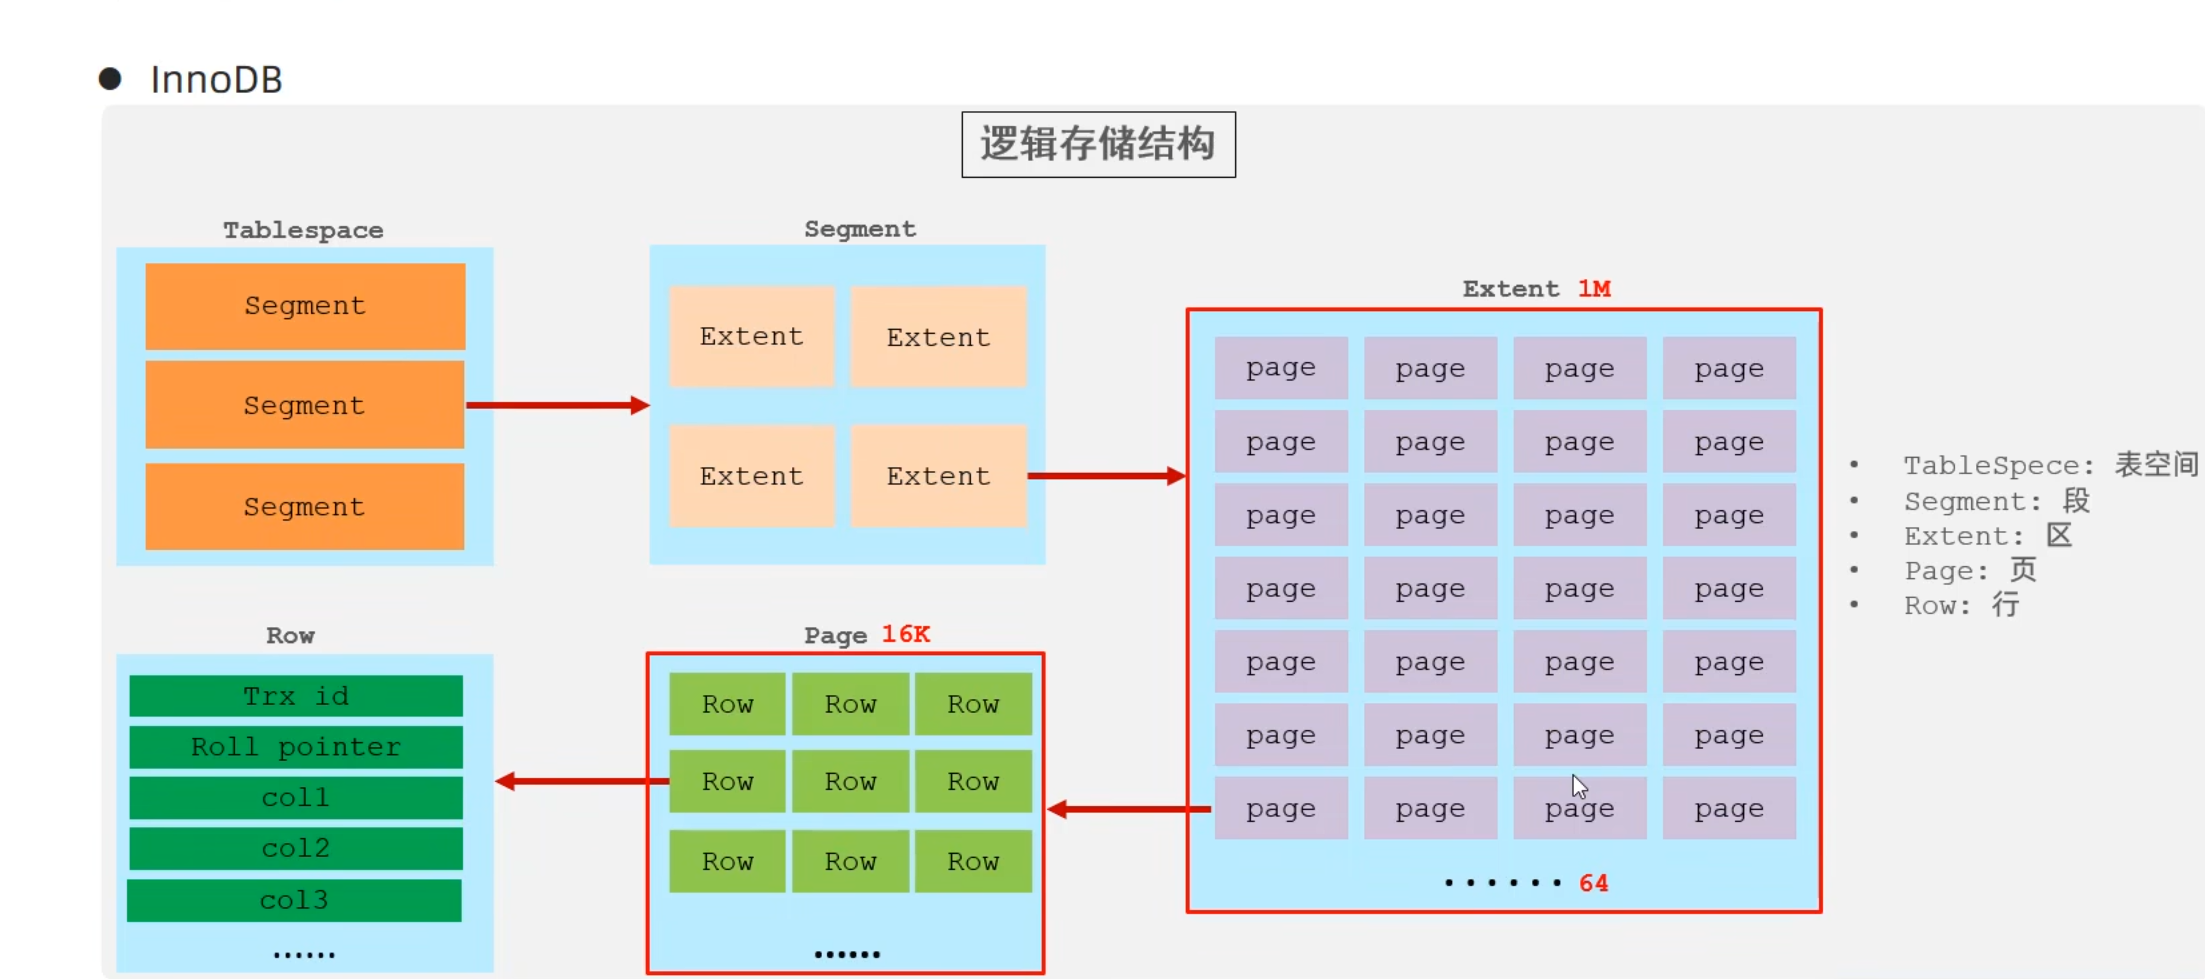 ● InnoDB
逻辑存储结构
Tablespace
Segment
Segment
Segment
Segment
Extent Extent
Extent Extent
Extent 1M
page page page page
page page page page
page page page page
page page page page
page page page page
page page page page
page page page page
······ 64
Page 16K
Row Row Row
Row Row Row
Row Row Row
······
Row
Trx id
Roll pointer
col1
col2
col3
······
• TableSpece: 表空间
• Segment: 段
• Extent: 区
• Page: 页
• Row: 行